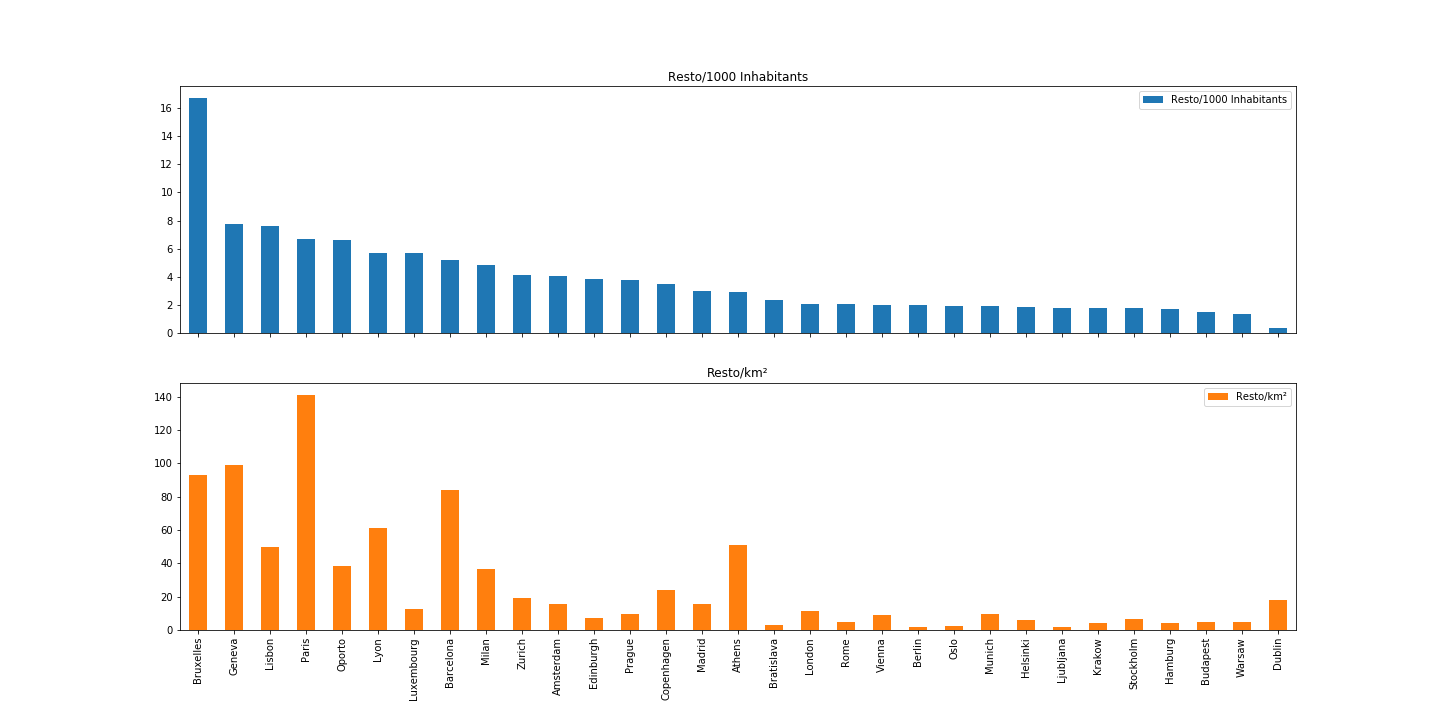 Resto/1000 Inhabitants
Resto/1000 Inhabitants
16
14
12
10
8
6
4
2
0
Resto/km²
Resto/km²
140
120
100
80
60
40
20
0
Bruxelles
Geneva
Lisbon
Paris
Oporto
Lyon
Luxembourg
Barcelona
Milan
Zurich
Amsterdam
Edinburgh
Prague
Copenhagen
Madrid
Athens
Bratislava
London
Rome
Vienna
Berlin
Oslo
Munich
Helsinki
Ljubljana
Krakow
Stockholm
Hamburg
Budapest
Warsaw
Dublin